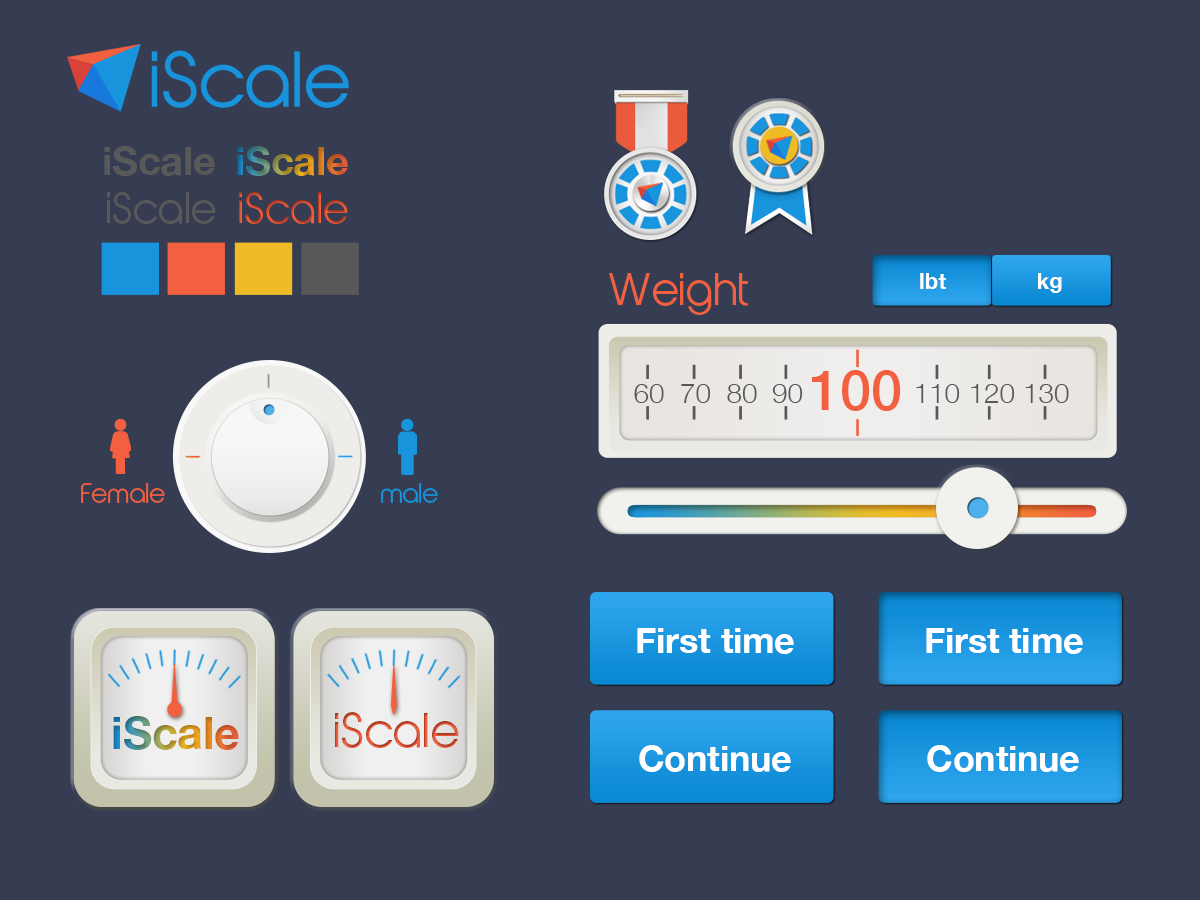 iScale
iScale iScale
iScale iScale
Weight
lbt kg
60 70 80 90 100 110 120 130
Female male
iScale iScale
First time First time
Continue Continue